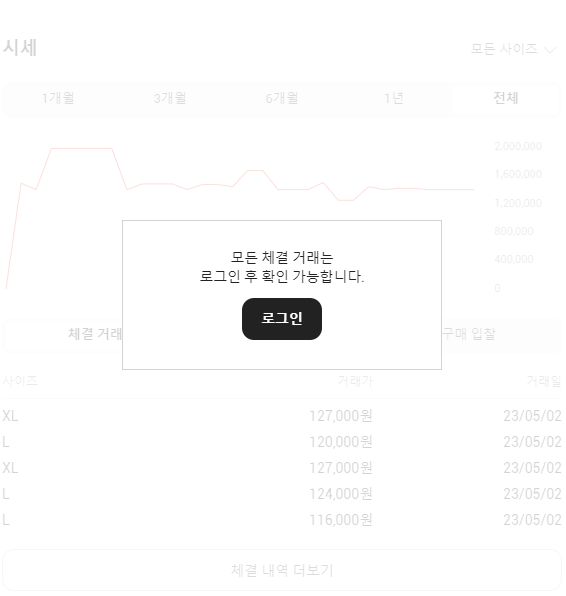 시세
모든 사이즈
1개월 3개월 6개월 1년 전체
2,000,000
1,600,000
1,200,000
800,000
400,000
0
모든 체결 거래는
로그인 후 확인 가능합니다.
로그인
체결 거래 구매 입찰
사이즈 거래가 거래일
XL 127,000원 23/05/02
L 120,000원 23/05/02
XL 127,000원 23/05/02
L 124,000원 23/05/02
L 116,000원 23/05/02
체결 내역 더보기